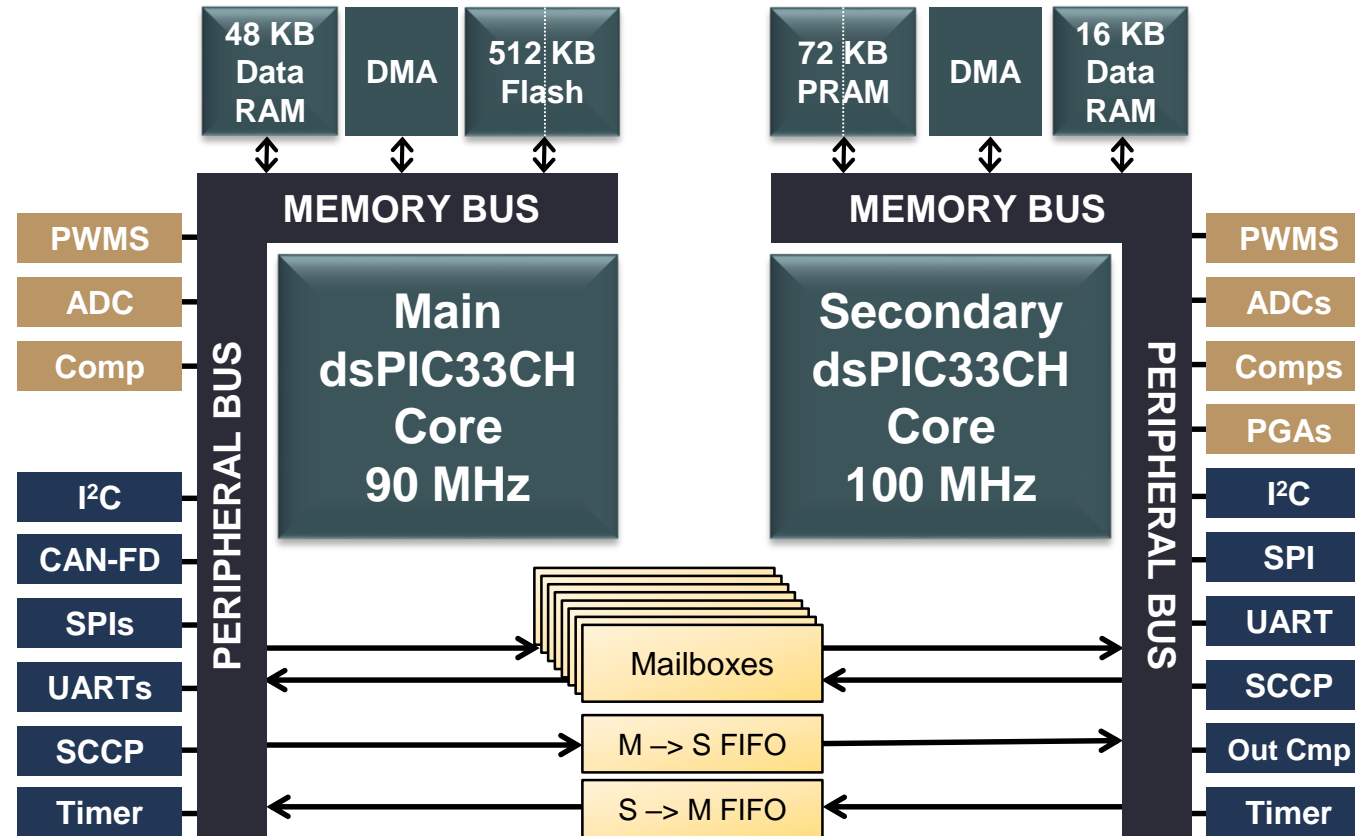 48 KB
Data
RAM
DMA
512 KB
Flash
72 KB
PRAM
DMA
16 KB
Data
RAM
MEMORY BUS
MEMORY BUS
PWMS
ADC
Comp
I²C
CAN-FD
SPIs
UARTs
SCCP
Timer
PERIPHERAL BUS
Main
dsPIC33CH
Core
90 MHz
Secondary
dsPIC33CH
Core
100 MHz
Mailboxes
M –> S FIFO
S –> M FIFO
PERIPHERAL BUS
PWMS
ADCs
Comps
PGAs
I²C
SPI
UART
SCCP
Out Cmp
Timer